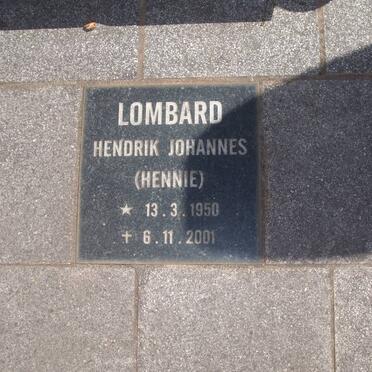 LOMBARD
HENDRIK JOHANNES
(HENNIE)
★ 13.3.1950
+ 6.11.2001